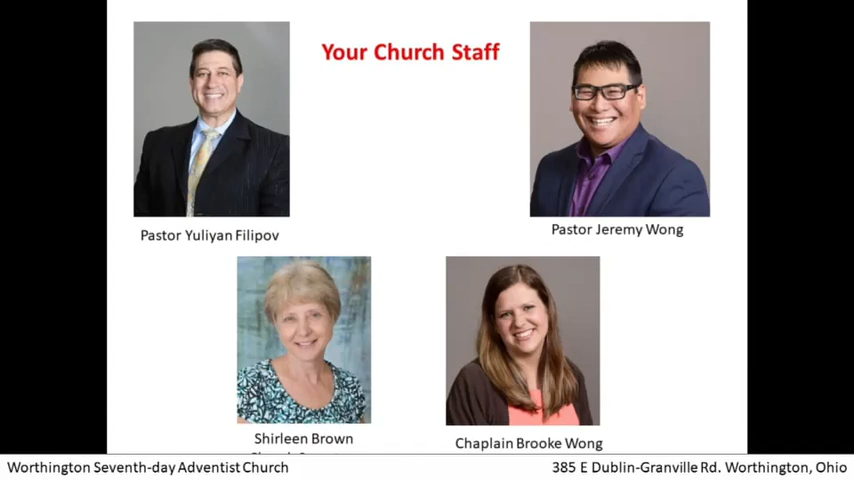 Your Church Staff
Pastor Yuliyan Filipov
Pastor Jeremy Wong
Shirleen Brown
Chaplain Brooke Wong
Worthington Seventh-day Adventist Church
385 E Dublin-Granville Rd. Worthington, Ohio